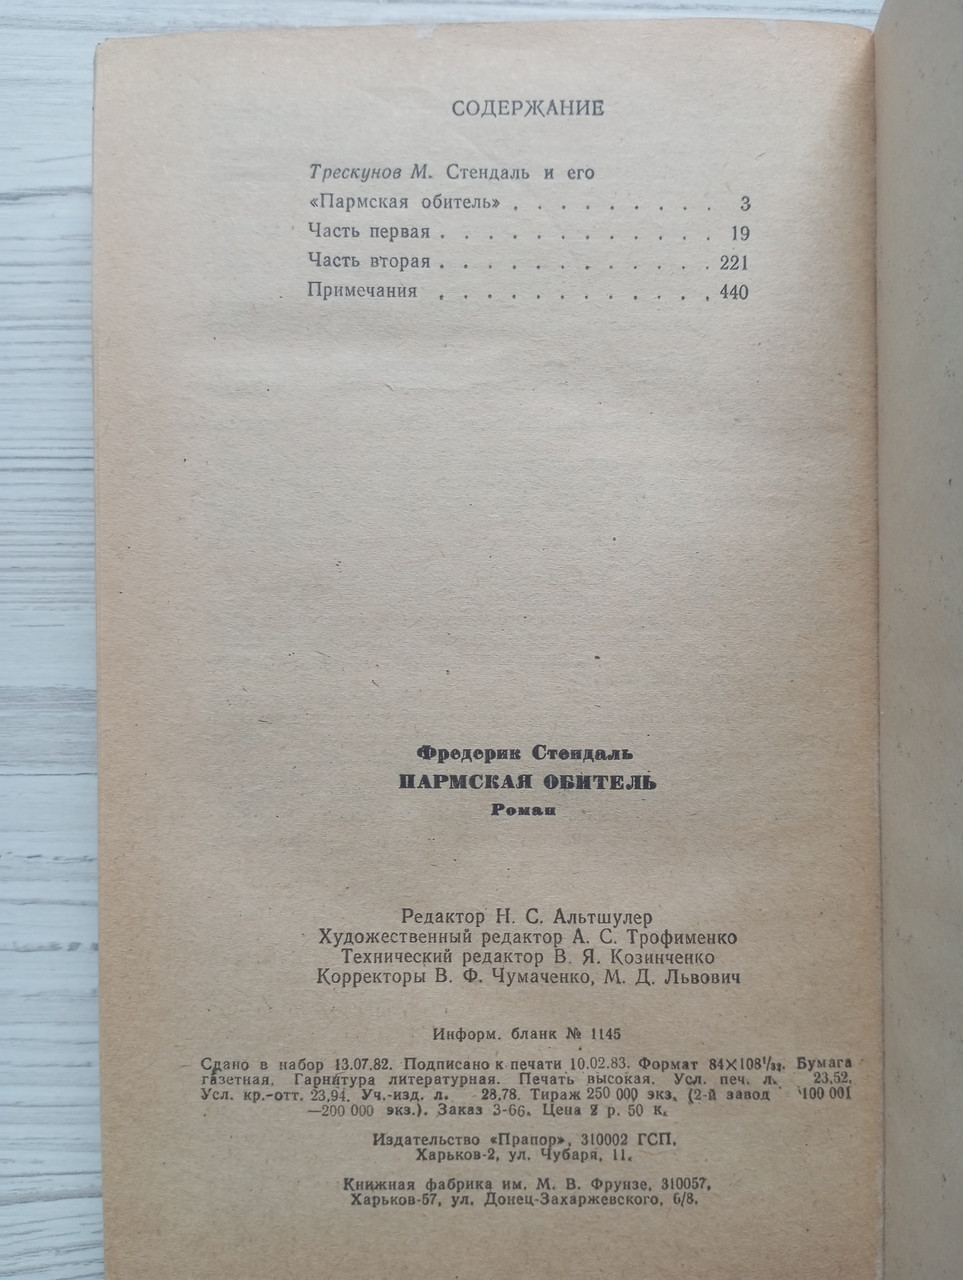 СОДЕРЖАНИЕ
Трескунов М. Стендаль и его
«Пармская обитель» . . . . . . . . . 3
Часть первая . . . . . . . . . . . . 19
Часть вторая . . . . . . . . . . . . 221
Примечания . . . . . . . . . . . . 440
Фредерик Стендаль
ПАРМСКАЯ ОБИТЕЛЬ
Роман
Редактор Н. С. Альтшулер
Художественный редактор А. С. Трофименко
Технический редактор В. Я. Козинченко
Корректоры В. Ф. Чумаченко, М. Д. Львович
Информ. бланк № 1145
Сдано в набор 13.07.82. Подписано к печати 10.02.83. Формат 84×108¹/₃₂. Бумага
газетная. Гарнитура литературная. Печать высокая. Усл. печ. л. 23,52.
Усл. кр.-отт. 23,94. Уч.-изд. л. 28,78. Тираж 250 000 экз. (2-й завод 100 001
—200 000 экз.). Заказ 3-66. Цена 2 р. 50 к.
Издательство «Прапор», 310002 ГСП,
Харьков-2, ул. Чубаря, 11.
Книжная фабрика им. М. В. Фрунзе, 310057,
Харьков-57, ул. Донец-Захаржевского, 6/8.